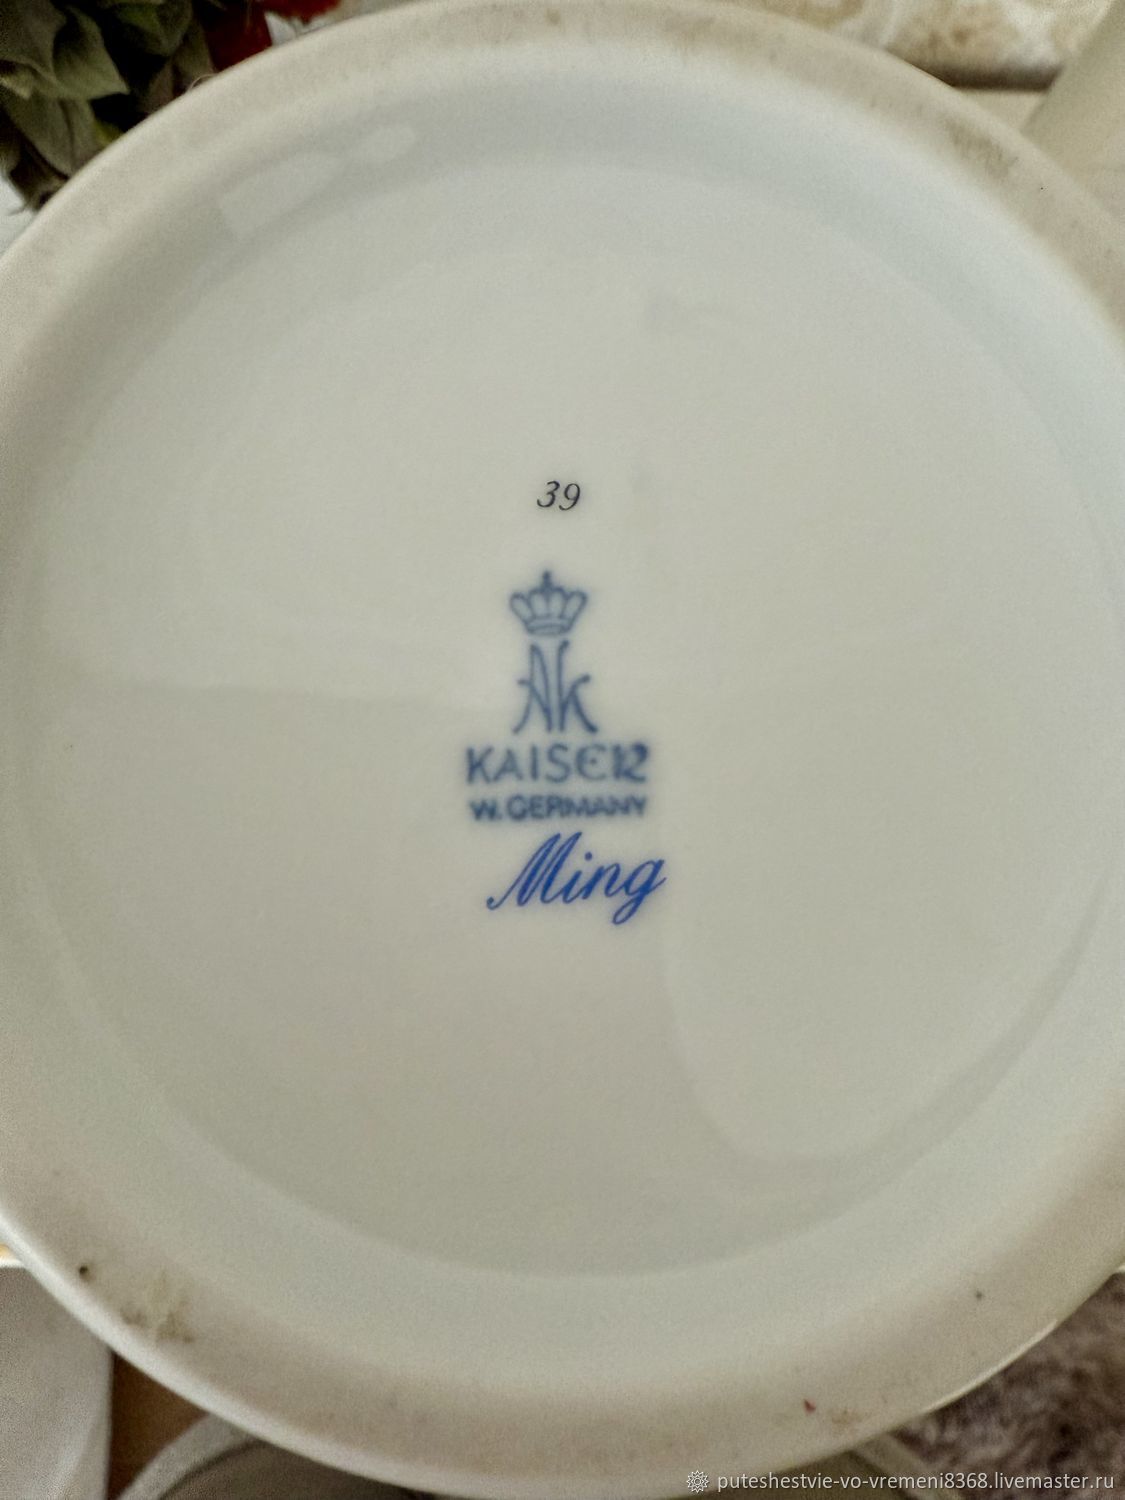 39
AK
KAISER
W. GERMANY
Ming
puteshestvie-vo-vremeni8368.livemaster.ru